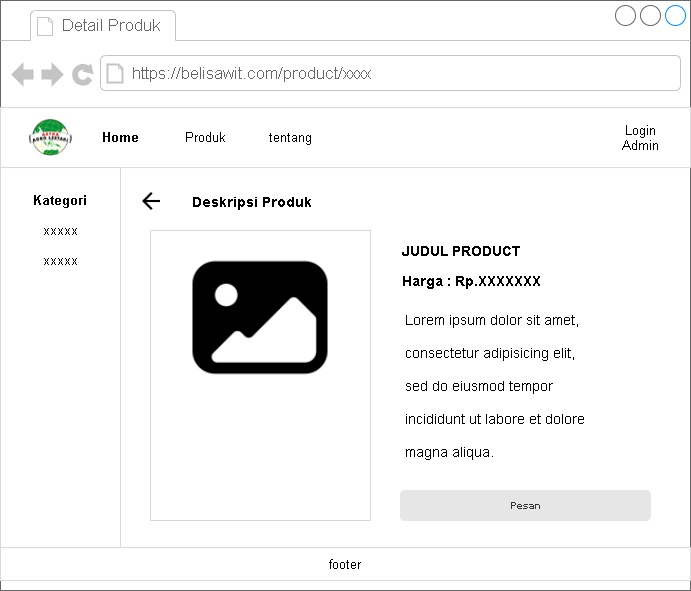 Detail Produk
https://belisawit.com/product/xxxx
Home
Produk
tentang
Login
Admin
Kategori
xxxxx
xxxxx
Deskripsi Produk
JUDUL PRODUCT
Harga : Rp.XXXXXXX
Lorem ipsum dolor sit amet,
consectetur adipisicing elit,
sed do eiusmod tempor
incididunt ut labore et dolore
magna aliqua.
Pesan
footer